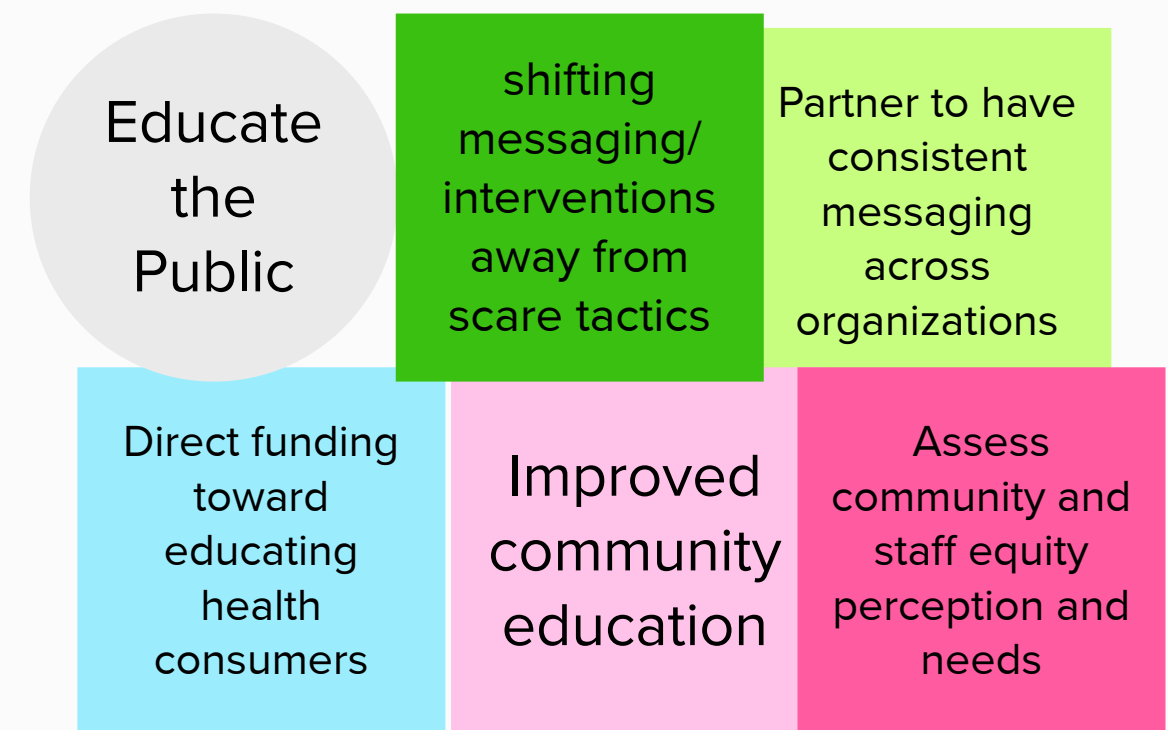 Educate
the
Public
shifting
messaging/
interventions
away from
scare tactics
Partner to have
consistent
messaging
across
organizations
Direct funding
toward
educating
health
consumers
Improved
community
education
Assess
community and
staff equity
perception and
needs